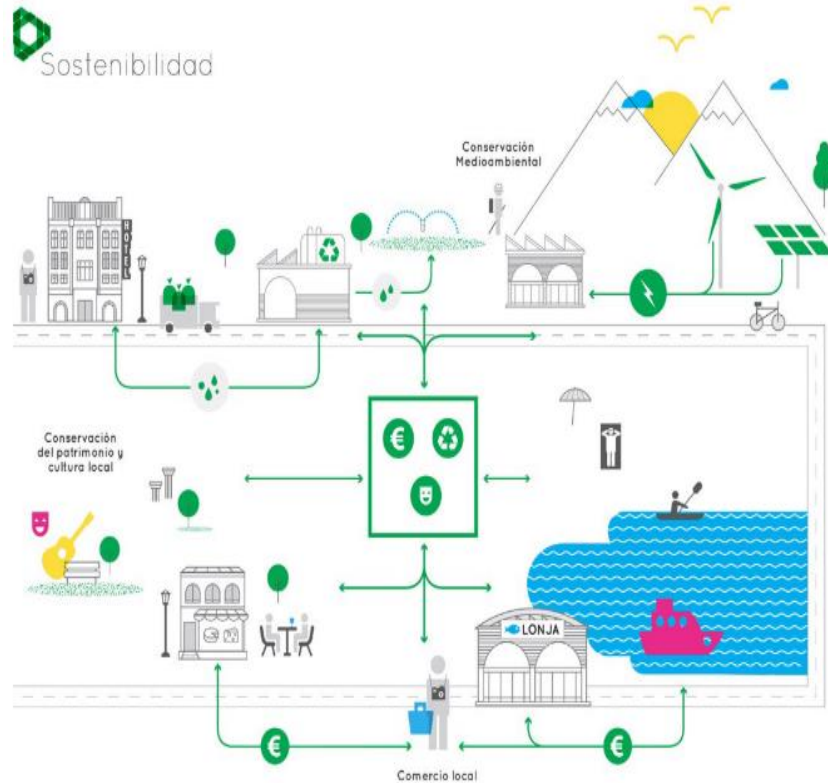 Sostenibilidad
Conservación
Medioambiental
HOTEL
€
Conservación
del patrimonio y
cultura local
LONJA
€
€
Comercio local